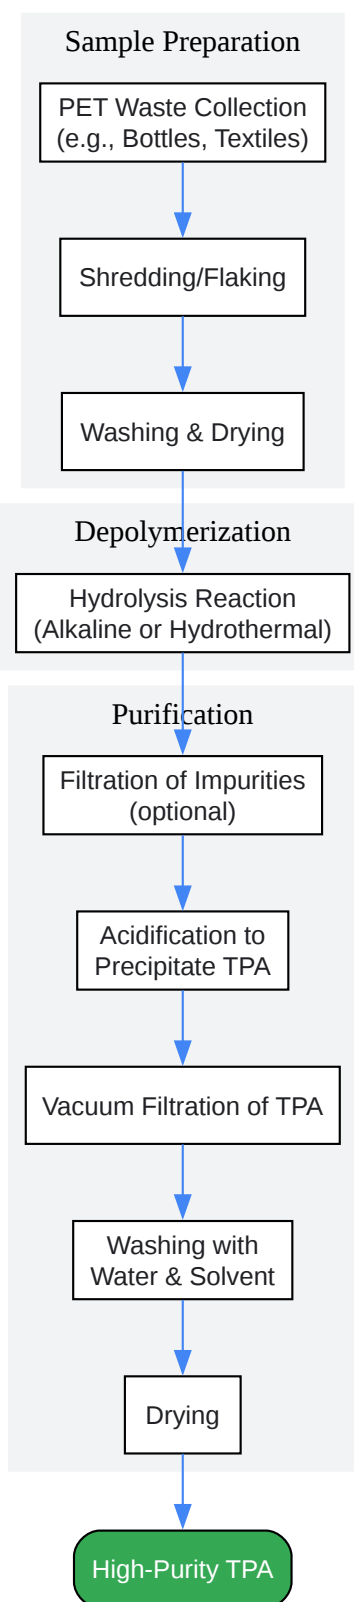 Sample Preparation
PET Waste Collection
(e.g., Bottles, Textiles)
Shredding/Flaking
Washing & Drying
Depolymerization
Hydrolysis Reaction
(Alkaline or Hydrothermal)
Purification
Filtration of Impurities
(optional)
Acidification to
Precipitate TPA
Vacuum Filtration of TPA
Washing with
Water & Solvent
Drying
High-Purity TPA